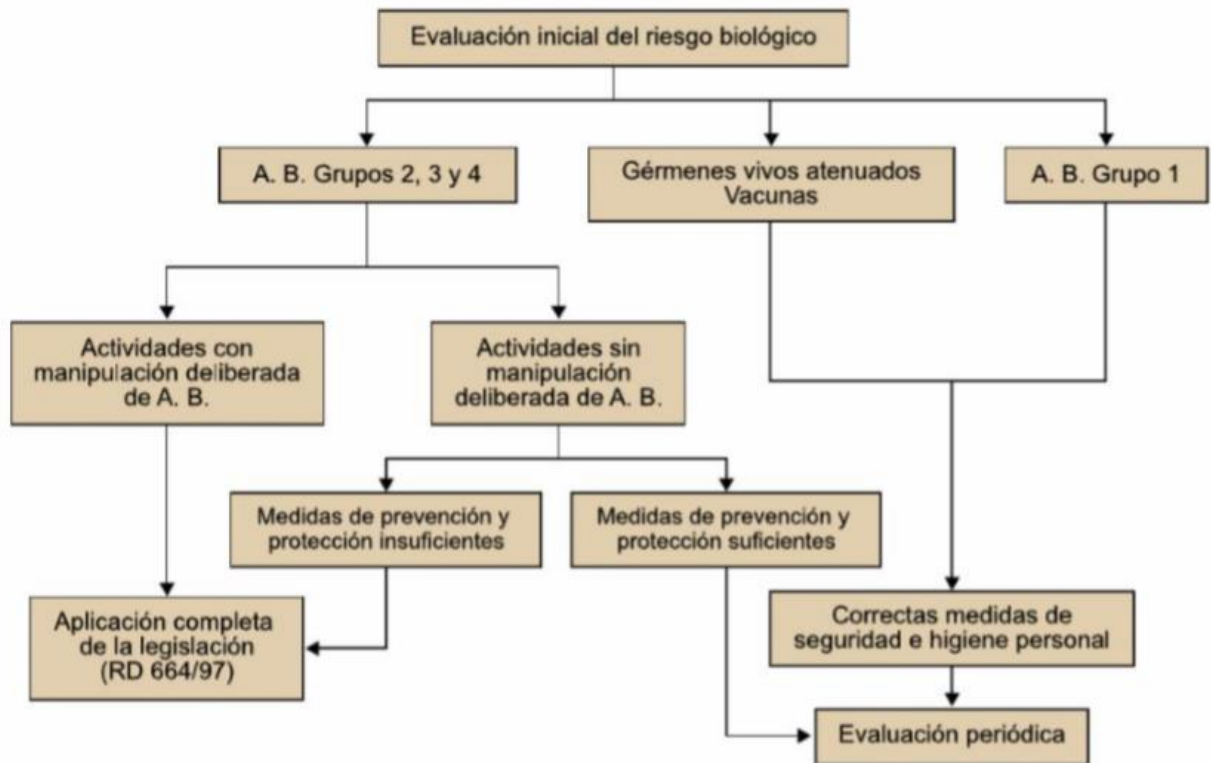 Evaluación inicial del riesgo biológico
A. B. Grupos 2, 3 y 4
Gérmenes vivos atenuados
Vacunas
A. B. Grupo 1
Actividades con
manipulación deliberada
de A. B.
Actividades sin
manipulación
deliberada de A. B.
Medidas de prevención y
protección insuficientes
Medidas de prevención y
protección suficientes
Aplicación completa
de la legislación
(RD 664/97)
Correctas medidas de
seguridad e higiene personal
Evaluación periódica